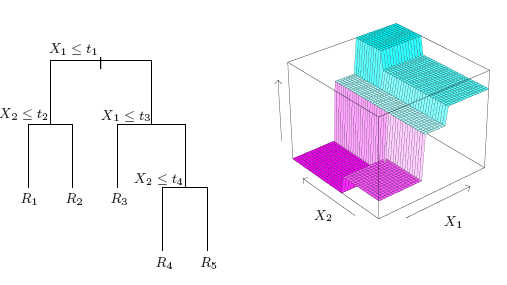 X₁ ≤ t₁
X₂ ≤ t₂
X₁ ≤ t₃
X₂ ≤ t₄
R₁
R₂
R₃
R₄
R₅
X₂
X₁